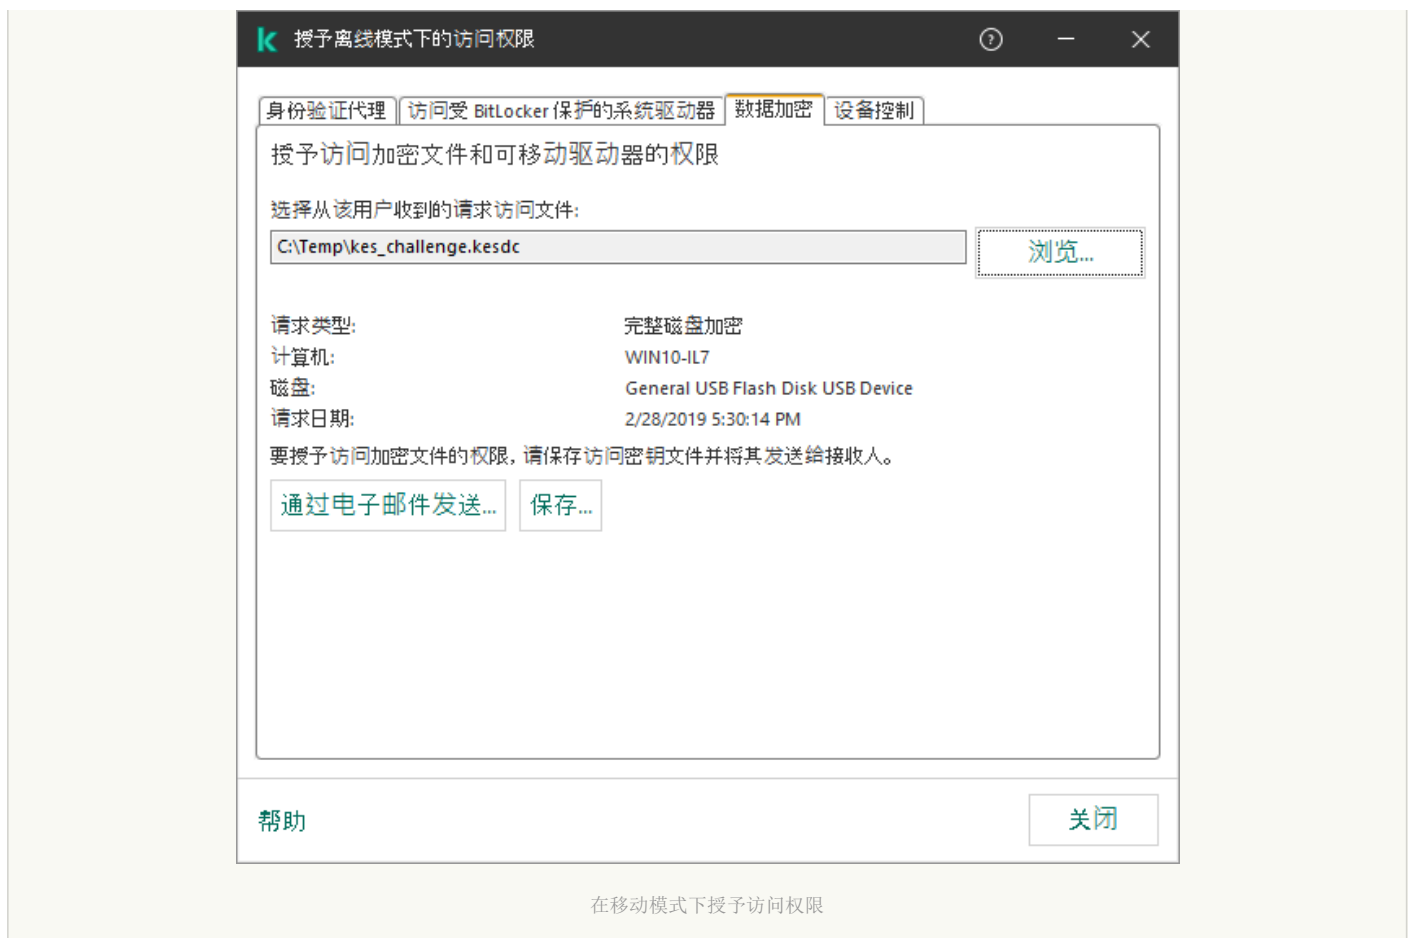 授予离线模式下的访问权限
身份验证代理 访问受 BitLocker 保护的系统驱动器 数据加密 设备控制
授予访问加密文件和可移动驱动器的权限
选择从该用户收到的请求访问文件:
C:\Temp\kes_challenge.kesdc 浏览...
请求类型: 完整磁盘加密
计算机: WIN10-IL7
磁盘: General USB Flash Disk USB Device
请求日期: 2/28/2019 5:30:14 PM
要授予访问加密文件的权限, 请保存访问密钥文件并将其发送给接收人。
通过电子邮件发送... 保存...
帮助 关闭
在移动模式下授予访问权限